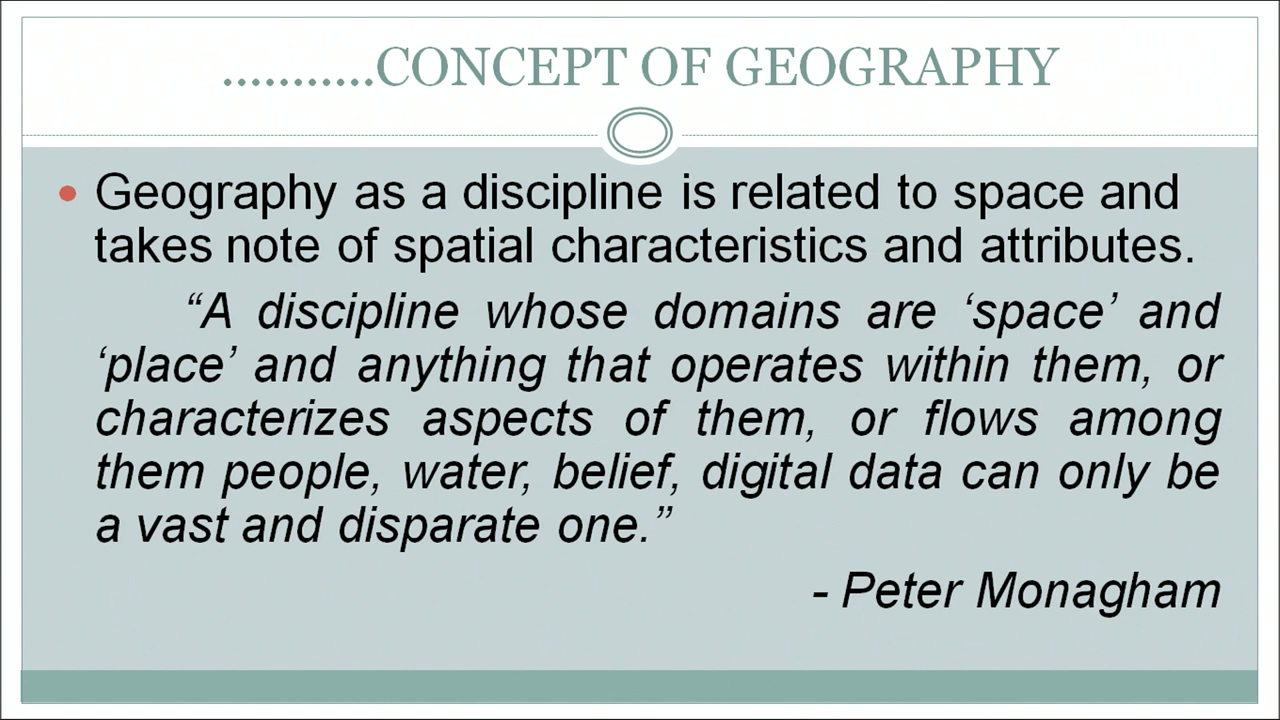 ...........CONCEPT OF GEOGRAPHY
• Geography as a discipline is related to space and
takes note of spatial characteristics and attributes.
“A discipline whose domains are ‘space’ and
‘place’ and anything that operates within them, or
characterizes aspects of them, or flows among
them people, water, belief, digital data can only be
a vast and disparate one.”
- Peter Monagham